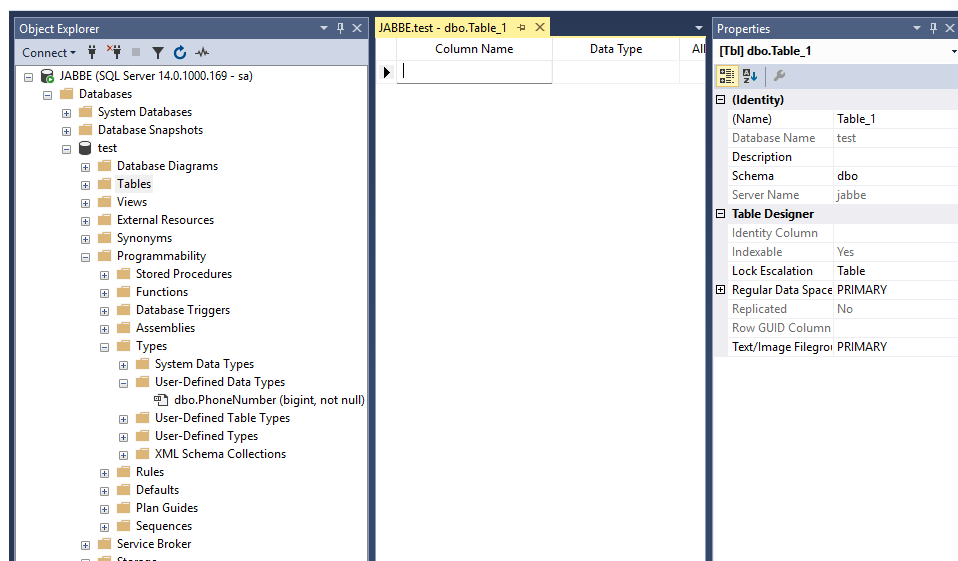 Object Explorer
Connect
JABBE (SQL Server 14.0.1000.169 - sa)
Databases
System Databases
Database Snapshots
test
Database Diagrams
Tables
Views
External Resources
Synonyms
Programmability
Stored Procedures
Functions
Database Triggers
Assemblies
Types
System Data Types
User-Defined Data Types
dbo.PhoneNumber (bigint, not null)
User-Defined Table Types
User-Defined Types
XML Schema Collections
Rules
Defaults
Plan Guides
Sequences
Service Broker
Storage
JABBE.test - dbo.Table_1
Column Name Data Type All
Properties
[Tbl] dbo.Table_1
(Identity)
(Name) Table_1
Database Name test
Description
Schema dbo
Server Name jabbe
Table Designer
Identity Column
Indexable Yes
Lock Escalation Table
Regular Data Space PRIMARY
Replicated No
Row GUID Column
Text/Image Filegrou PRIMARY